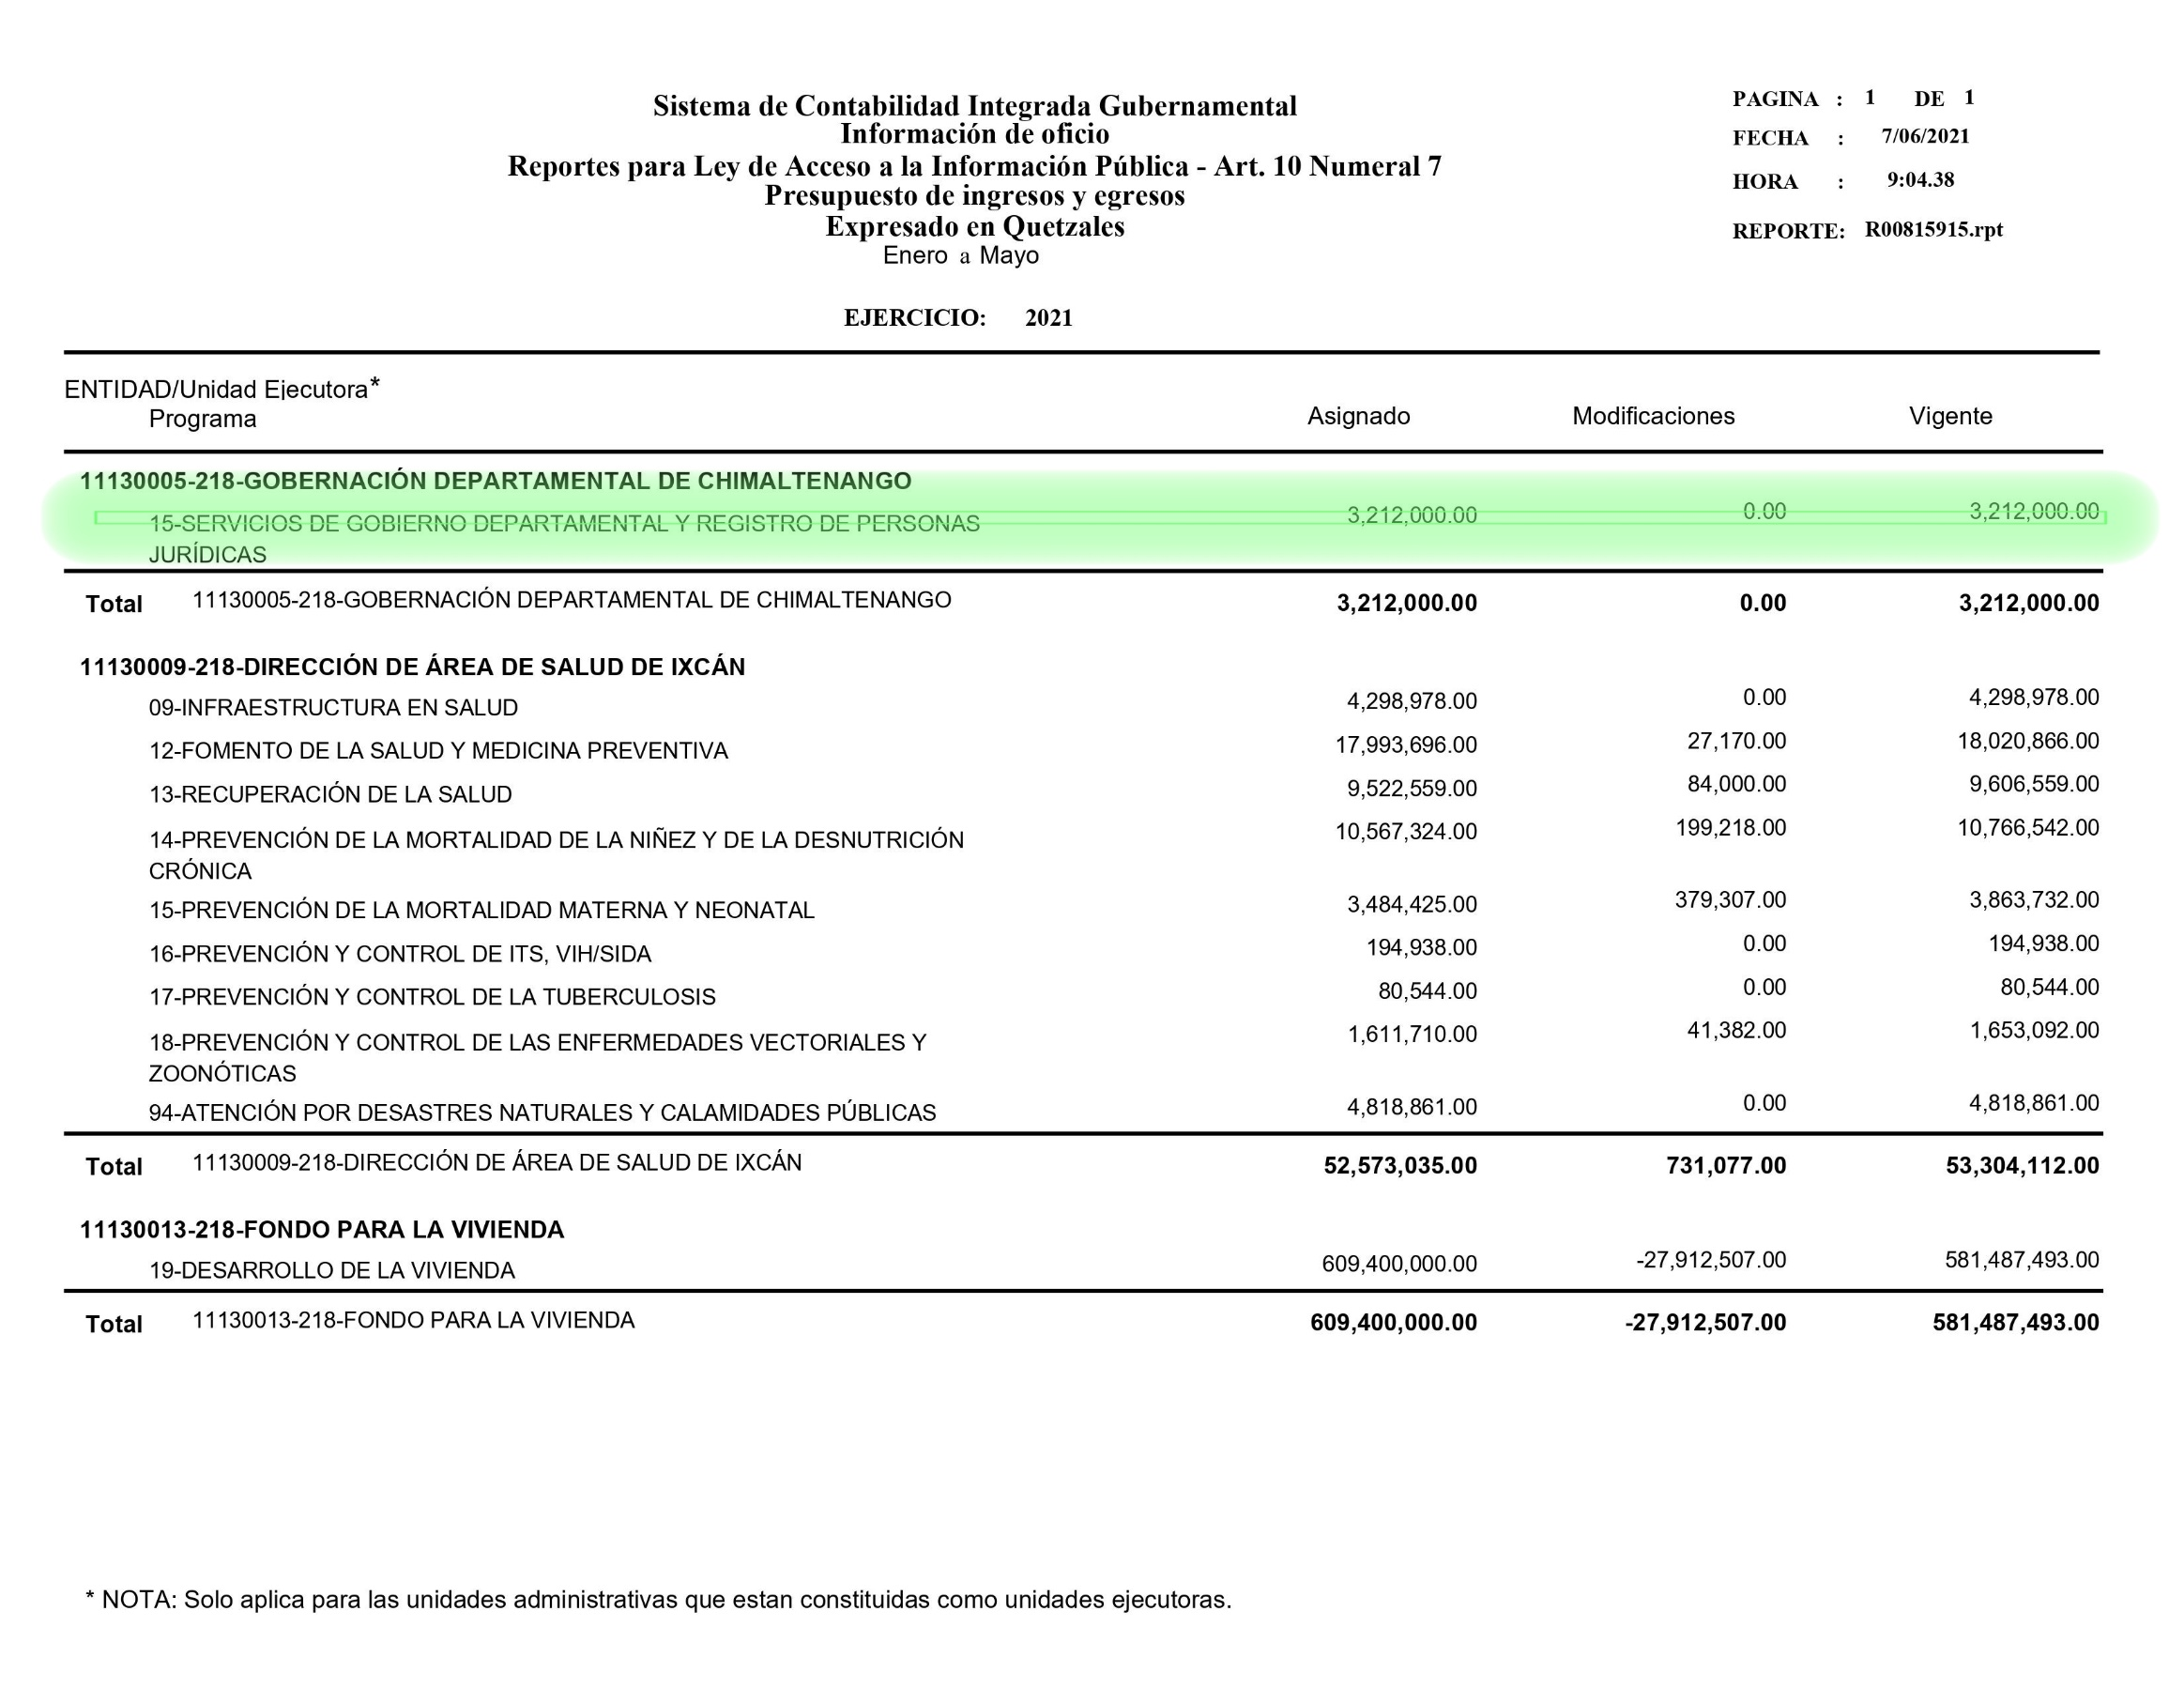 Sistema de Contabilidad Integrada Gubernamental
Información de oficio
Reportes para Ley de Acceso a la Información Pública - Art. 10 Numeral 7
Presupuesto de ingresos y egresos
Expresado en Quetzales
Enero a Mayo
EJERCICIO: 2021
PAGINA : 1 DE 1
FECHA : 7/06/2021
HORA : 9:04.38
REPORTE: R00815915.rpt
ENTIDAD/Unidad Ejecutora*
Programa Asignado Modificaciones Vigente
11130005-218-GOBERNACIÓN DEPARTAMENTAL DE CHIMALTENANGO
15-SERVICIOS DE GOBIERNO DEPARTAMENTAL Y REGISTRO DE PERSONAS 3,212,000.00 0.00 3,212,000.00
JURÍDICAS
Total 11130005-218-GOBERNACIÓN DEPARTAMENTAL DE CHIMALTENANGO 3,212,000.00 0.00 3,212,000.00
11130009-218-DIRECCIÓN DE ÁREA DE SALUD DE IXCÁN
09-INFRAESTRUCTURA EN SALUD 4,298,978.00 0.00 4,298,978.00
12-FOMENTO DE LA SALUD Y MEDICINA PREVENTIVA 17,993,696.00 27,170.00 18,020,866.00
13-RECUPERACIÓN DE LA SALUD 9,522,559.00 84,000.00 9,606,559.00
14-PREVENCIÓN DE LA MORTALIDAD DE LA NIÑEZ Y DE LA DESNUTRICIÓN 10,567,324.00 199,218.00 10,766,542.00
CRÓNICA
15-PREVENCIÓN DE LA MORTALIDAD MATERNA Y NEONATAL 3,484,425.00 379,307.00 3,863,732.00
16-PREVENCIÓN Y CONTROL DE ITS, VIH/SIDA 194,938.00 0.00 194,938.00
17-PREVENCIÓN Y CONTROL DE LA TUBERCULOSIS 80,544.00 0.00 80,544.00
18-PREVENCIÓN Y CONTROL DE LAS ENFERMEDADES VECTORIALES Y 1,611,710.00 41,382.00 1,653,092.00
ZOONÓTICAS
94-ATENCIÓN POR DESASTRES NATURALES Y CALAMIDADES PÚBLICAS 4,818,861.00 0.00 4,818,861.00
Total 11130009-218-DIRECCIÓN DE ÁREA DE SALUD DE IXCÁN 52,573,035.00 731,077.00 53,304,112.00
11130013-218-FONDO PARA LA VIVIENDA
19-DESARROLLO DE LA VIVIENDA 609,400,000.00 -27,912,507.00 581,487,493.00
Total 11130013-218-FONDO PARA LA VIVIENDA 609,400,000.00 -27,912,507.00 581,487,493.00
* NOTA: Solo aplica para las unidades administrativas que estan constituidas como unidades ejecutoras.